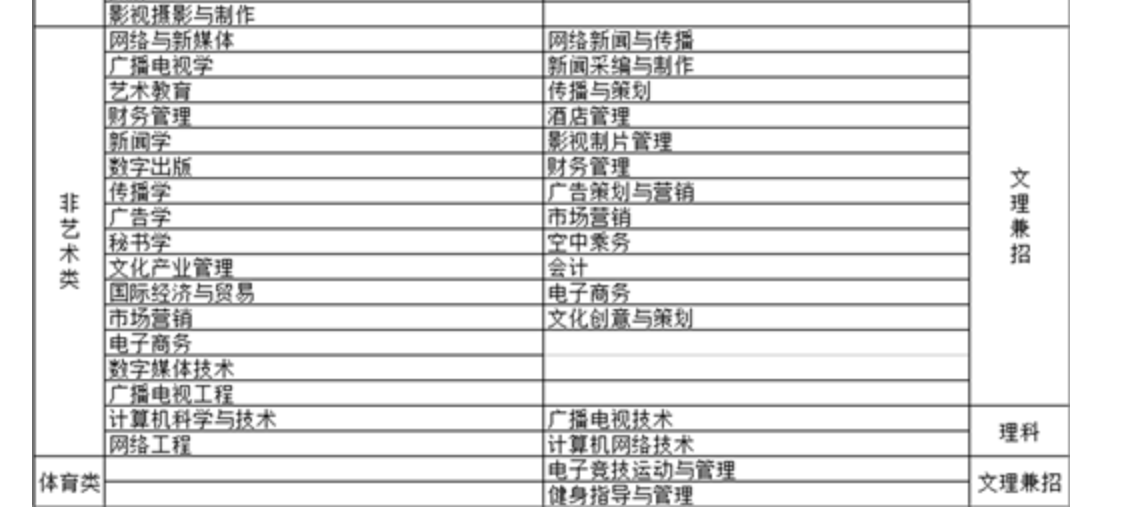 影视摄影与制作
网络与新媒体 网络新闻与传播
广播电视学 新闻采编与制作
艺术教育 传播与策划
财务管理 酒店管理
新闻学 影视制片管理
数字出版 财务管理
传播学 广告策划与营销
广告学 市场营销
秘书学 空中乘务
文化产业管理 会计
国际经济与贸易 电子商务
市场营销 文化创意与策划
电子商务
数字媒体技术
广播电视工程
非艺术类
文理兼招
计算机科学与技术 广播电视技术
网络工程 计算机网络技术
理科
体育类
电子竞技运动与管理
健身指导与管理
文理兼招